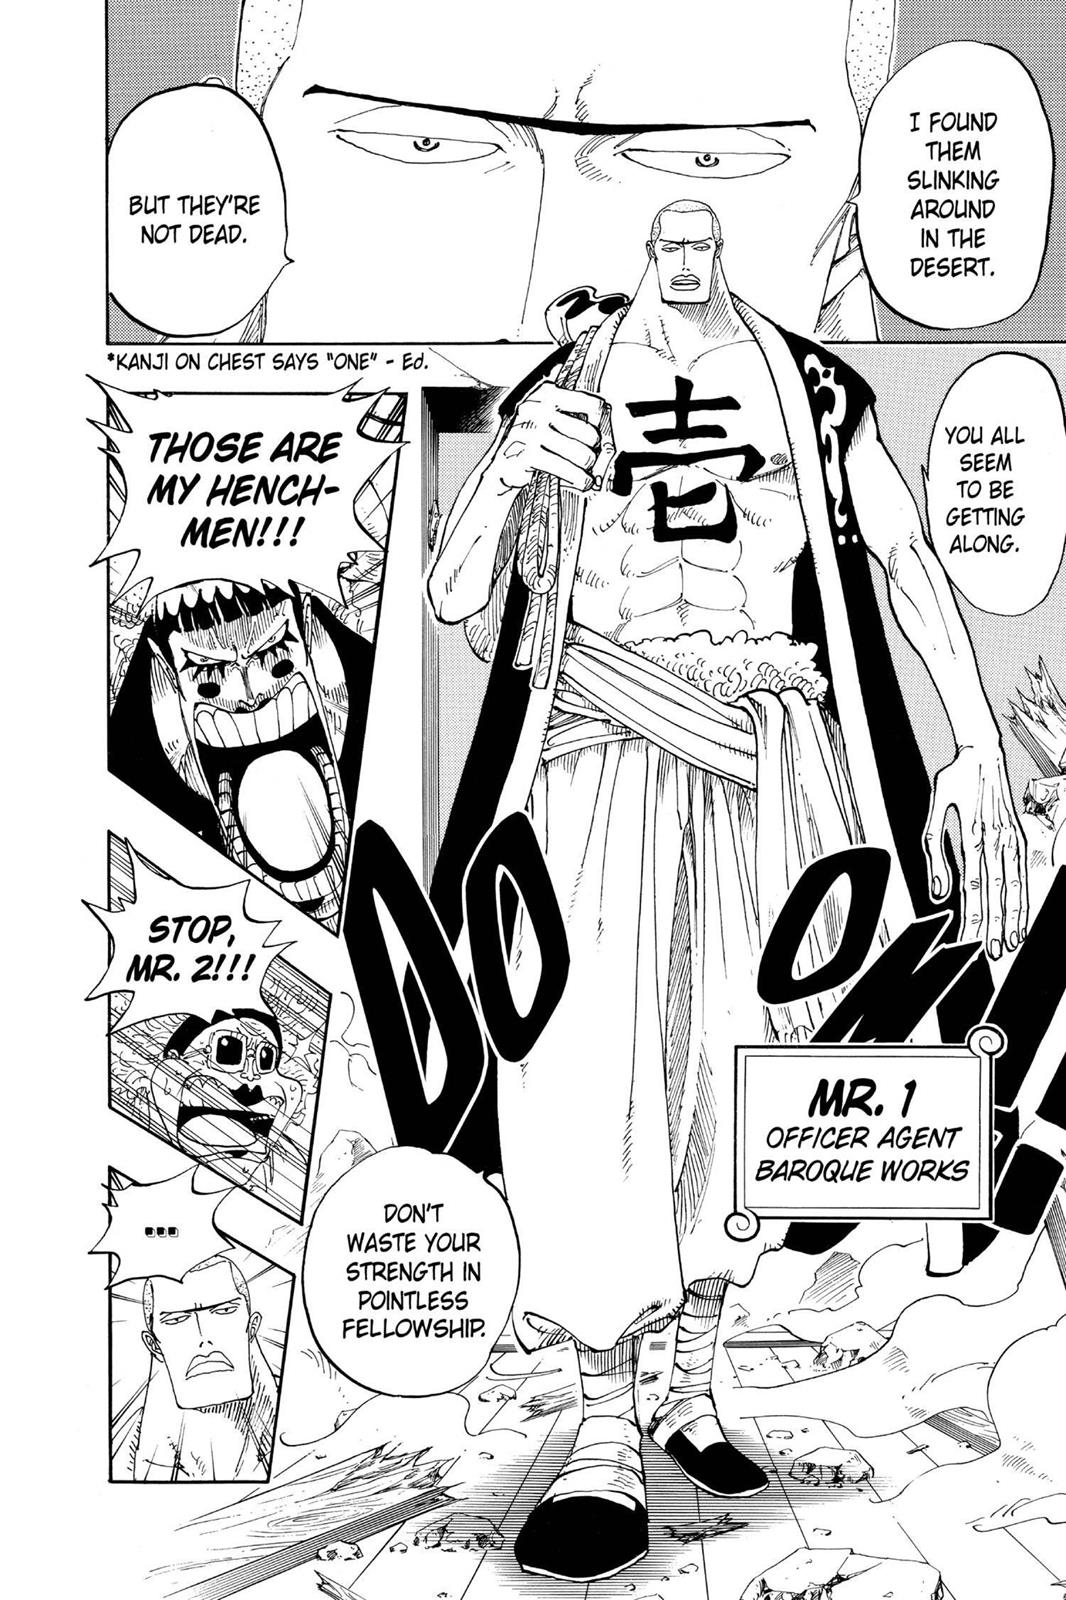 I FOUND
THEM
SLINKING
AROUND
IN THE
DESERT.
BUT THEY'RE
NOT DEAD.
*KANJI ON CHEST SAYS "ONE" - Ed.
YOU ALL
SEEM
TO BE
GETTING
ALONG.
壱
THOSE ARE
MY HENCH-
MEN!!!
DOOM
STOP,
MR. 2!!!
MR. 1
OFFICER AGENT
BAROQUE WORKS
...
DON'T
WASTE YOUR
STRENGTH IN
POINTLESS
FELLOWSHIP.